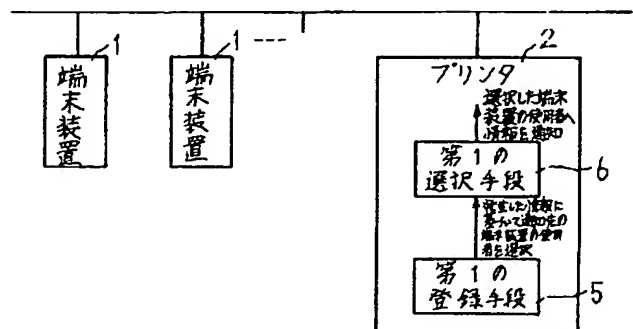 1
端末装置
1
端末装置
2
プリンタ
選択した端末
装置の使用者へ
情報を通知
第1の
選択手段
6
発生した情報に
基づいて通知先の
端末装置の使用
者を選択
第1の
登録手段
5